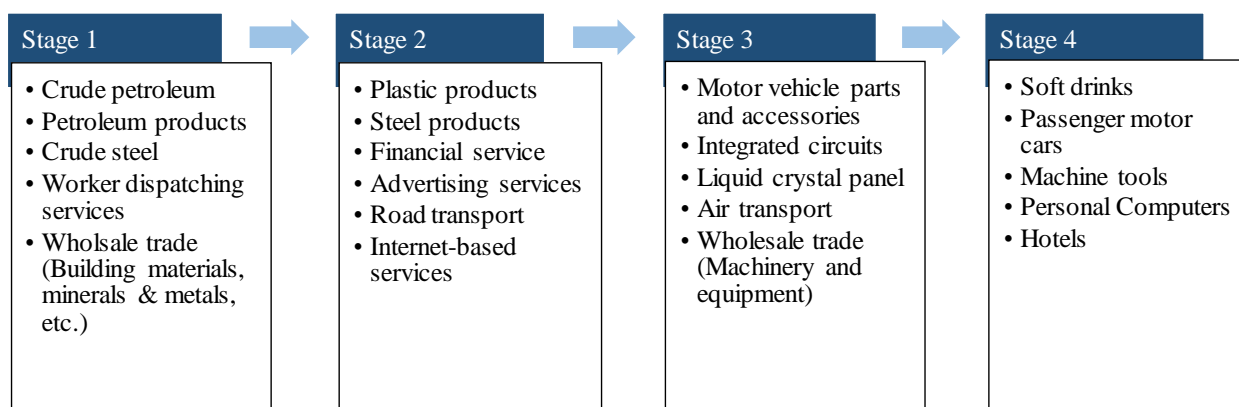 Stage 1
• Crude petroleum
• Petroleum products
• Crude steel
• Worker dispatching
services
• Wholsale trade
(Building materials,
minerals & metals,
etc.)
Stage 2
• Plastic products
• Steel products
• Financial service
• Advertising services
• Road transport
• Internet-based
services
Stage 3
• Motor vehicle parts
and accessories
• Integrated circuits
• Liquid crystal panel
• Air transport
• Wholesale trade
(Machinery and
equipment)
Stage 4
• Soft drinks
• Passenger motor
cars
• Machine tools
• Personal Computers
• Hotels